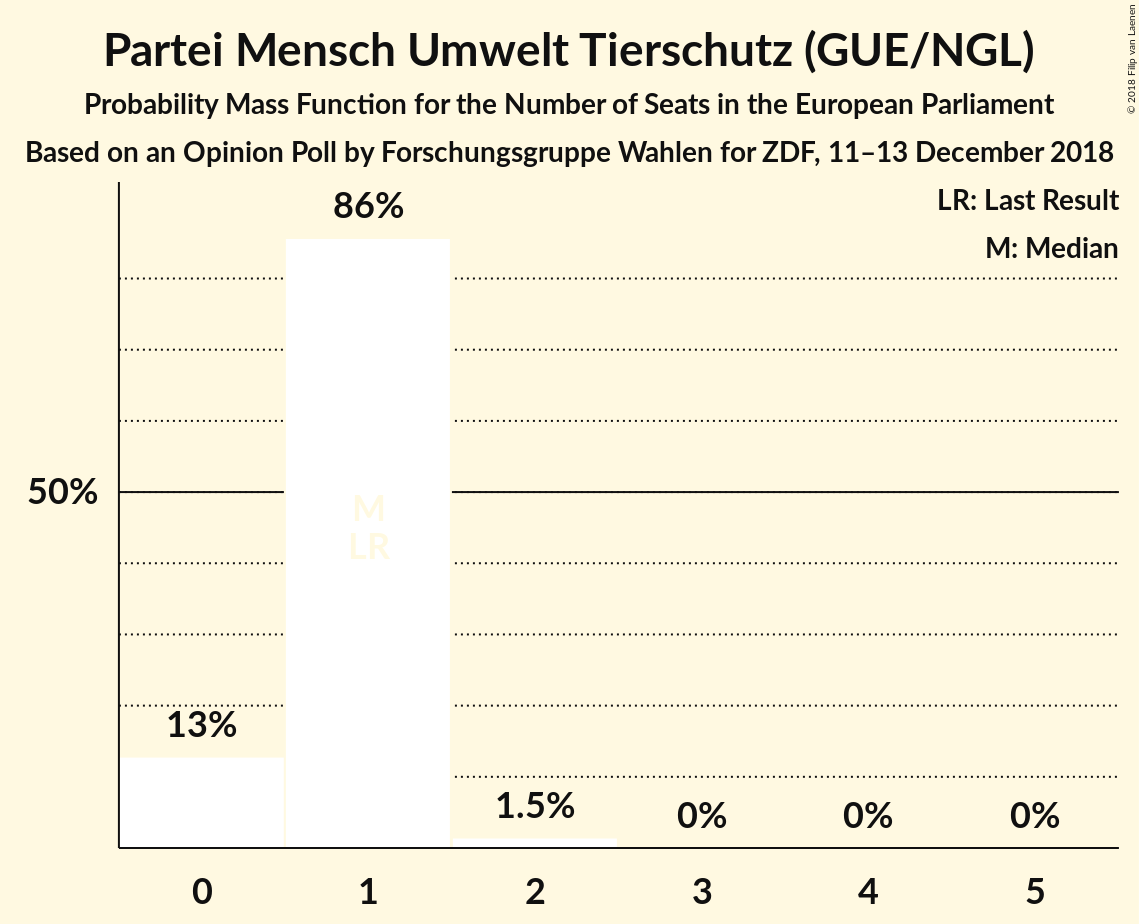 Partei Mensch Umwelt Tierschutz (GUE/NGL)
Probability Mass Function for the Number of Seats in the European Parliament
Based on an Opinion Poll by Forschungsgruppe Wahlen for ZDF, 11–13 December 2018
© 2018 Filip van Laenen
LR: Last Result
M: Median
86%
50%
M
LR
13%
1.5%
0%
0%
0%
0
1
2
3
4
5